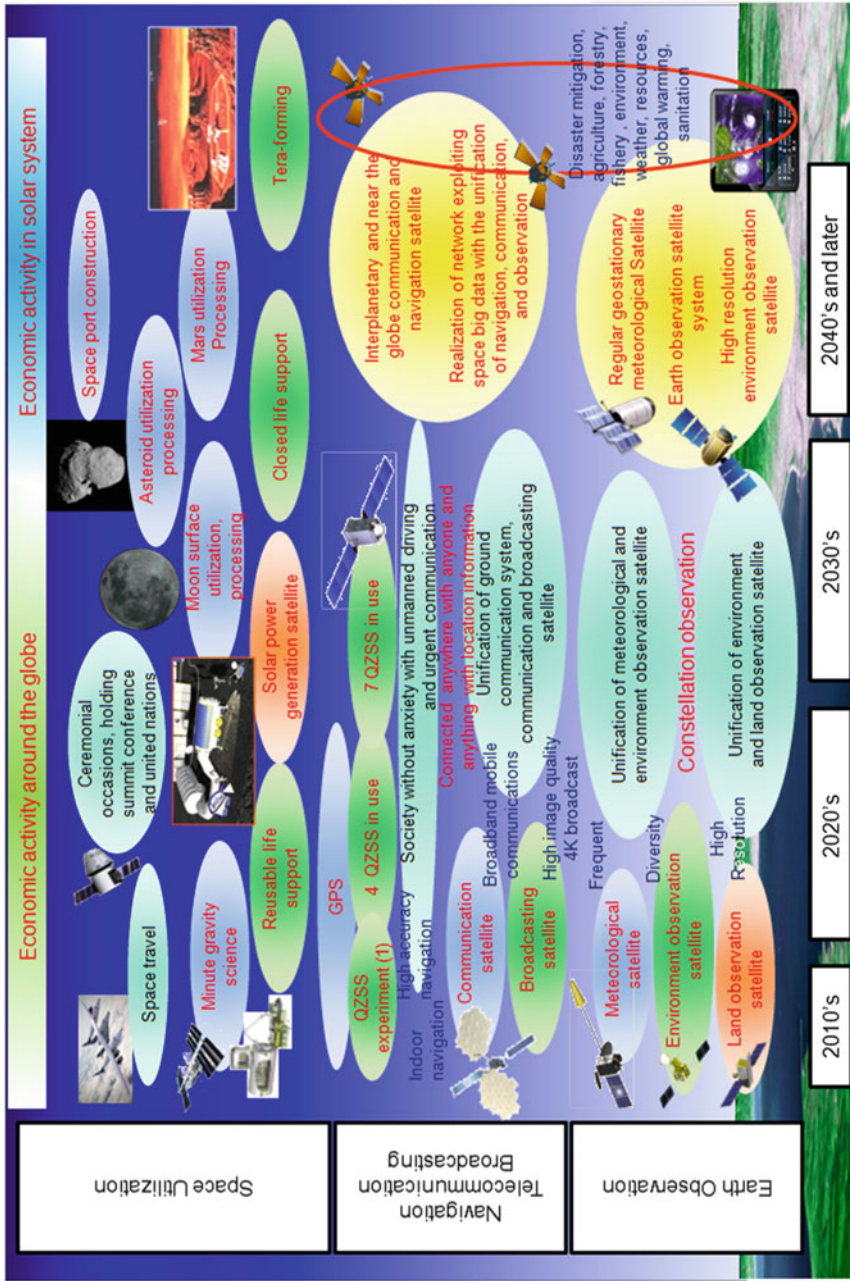 Economic activity around the globe
Economic activity in solar system
Space Utilization
Space travel
Ceremonial
occasions, holding
summit conference
and united nations
Space port construction
Asteroid utilization
processing
Minute gravity
science
Moon surface
utilization,
processing
Mars utilization
Processing
Reusable life
support
Solar power
generation satellite
Closed life support
Tera-forming
Navigation
Telecommunication
Broadcasting
GPS
QZSS
experiment (1)
4 QZSS in use
7 QZSS in use
Indoor
navigation
High accuracy
navigation
Society without anxiety with unmanned driving
and urgent communication
Connected anywhere with anyone and
anything with location information
Communication
satellite
Broadband mobile
communications
Broadcasting
satellite
High image quality
4K broadcast
Unification of ground
communication system,
communication and broadcasting
satellite
Interplanetary and near the
globe communication and
navigation satellite
Realization of network exploiting
space big data with the unification
of navigation, communication,
and observation
Earth Observation
Meteorological
satellite
Frequent
Environment observation
satellite
Diversity
Land observation
satellite
High
Resolution
Unification of meteorological and
environment observation satellite
Constellation observation
Unification of environment
and land observation satellite
Regular geostationary
meteorological Satellite
Earth observation satellite
system
High resolution
environment observation
satellite
Disaster mitigation,
agriculture, forestry,
fishery , environment,
weather, resources,
global warming,
sanitation
2010's
2020's
2030's
2040's and later